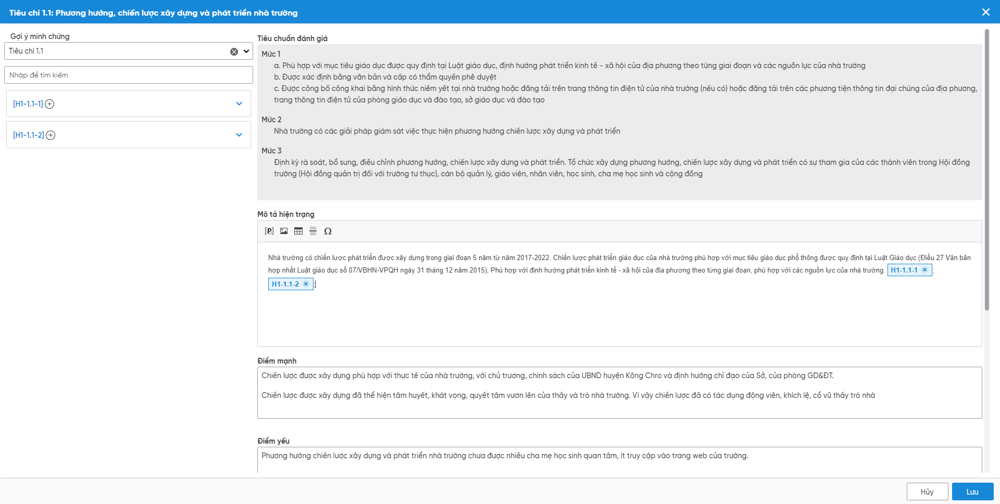 Tiêu chí 1.1: Phương hướng, chiến lược xây dựng và phát triển nhà trường
Gợi ý minh chứng
Tiêu chí 1.1
Nhập để tìm kiếm
[H1-1.1-1]
[H1-1.1-2]
Tiêu chuẩn đánh giá
Mức 1
a. Phù hợp với mục tiêu giáo dục được quy định tại Luật giáo dục, định hướng phát triển kinh tế - xã hội của địa phương theo từng giai đoạn và các nguồn lực của nhà trường
b. Được xác định bằng văn bản và cấp có thẩm quyền phê duyệt
c. Được công bố công khai bằng hình thức niêm yết tại nhà trường hoặc đăng tải trên trang thông tin điện tử của nhà trường (nếu có) hoặc đăng tải trên các phương tiện thông tin đại chúng của địa phương,
trang thông tin điện tử của phòng giáo dục và đào tạo, sở giáo dục và đào tạo
Mức 2
Nhà trường có các giải pháp giám sát việc thực hiện phương hướng chiến lược xây dựng và phát triển
Mức 3
Định kỳ rà soát, bổ sung, điều chỉnh phương hướng, chiến lược xây dựng và phát triển. Tổ chức xây dựng phương hướng, chiến lược xây dựng và phát triển có sự tham gia của các thành viên trong Hội đồng
trường (Hội đồng quản trị đối với trường tư thục), cán bộ quản lý, giáo viên, nhân viên, học sinh, cha mẹ học sinh và cộng đồng
Mô tả hiện trạng
[P] Ω
Nhà trường có chiến lược phát triển được xây dựng trong giai đoạn 5 năm từ năm 2017-2022. Chiến lược phát triển giáo dục của nhà trường phù hợp với mục tiêu giáo dục phổ thông được quy định tại Luật Giáo dục (Điều 27 Văn bản
hợp nhất Luật giáo dục số 07/VBHN-VPQH ngày 31 tháng 12 năm 2015), Phù hợp với định hướng phát triển kinh tế - xã hội của địa phương theo từng giai đoạn, phù hợp với các nguồn lực của nhà trường. H1-1.1-1 × ;
H1-1.1-2 × ;
Điểm mạnh
Chiến lược được xây dựng phù hợp với thực tế của nhà trường, với chủ trương, chính sách của UBND huyện Kông Chro và định hướng chỉ đạo của Sở, của phòng GD&ĐT.
Chiến lược được xây dựng đã thể hiện tâm huyết, khát vọng, quyết tâm vươn lên của thầy và trò nhà trường. Vì vậy chiến lược đã có tác dụng động viên, khích lệ, cổ vũ thầy trò nhà
Điểm yếu
Phương hướng chiến lược xây dựng và phát triển nhà trường chưa được nhiều cha mẹ học sinh quan tâm, ít truy cập vào trang web của trường.
Hủy
Lưu